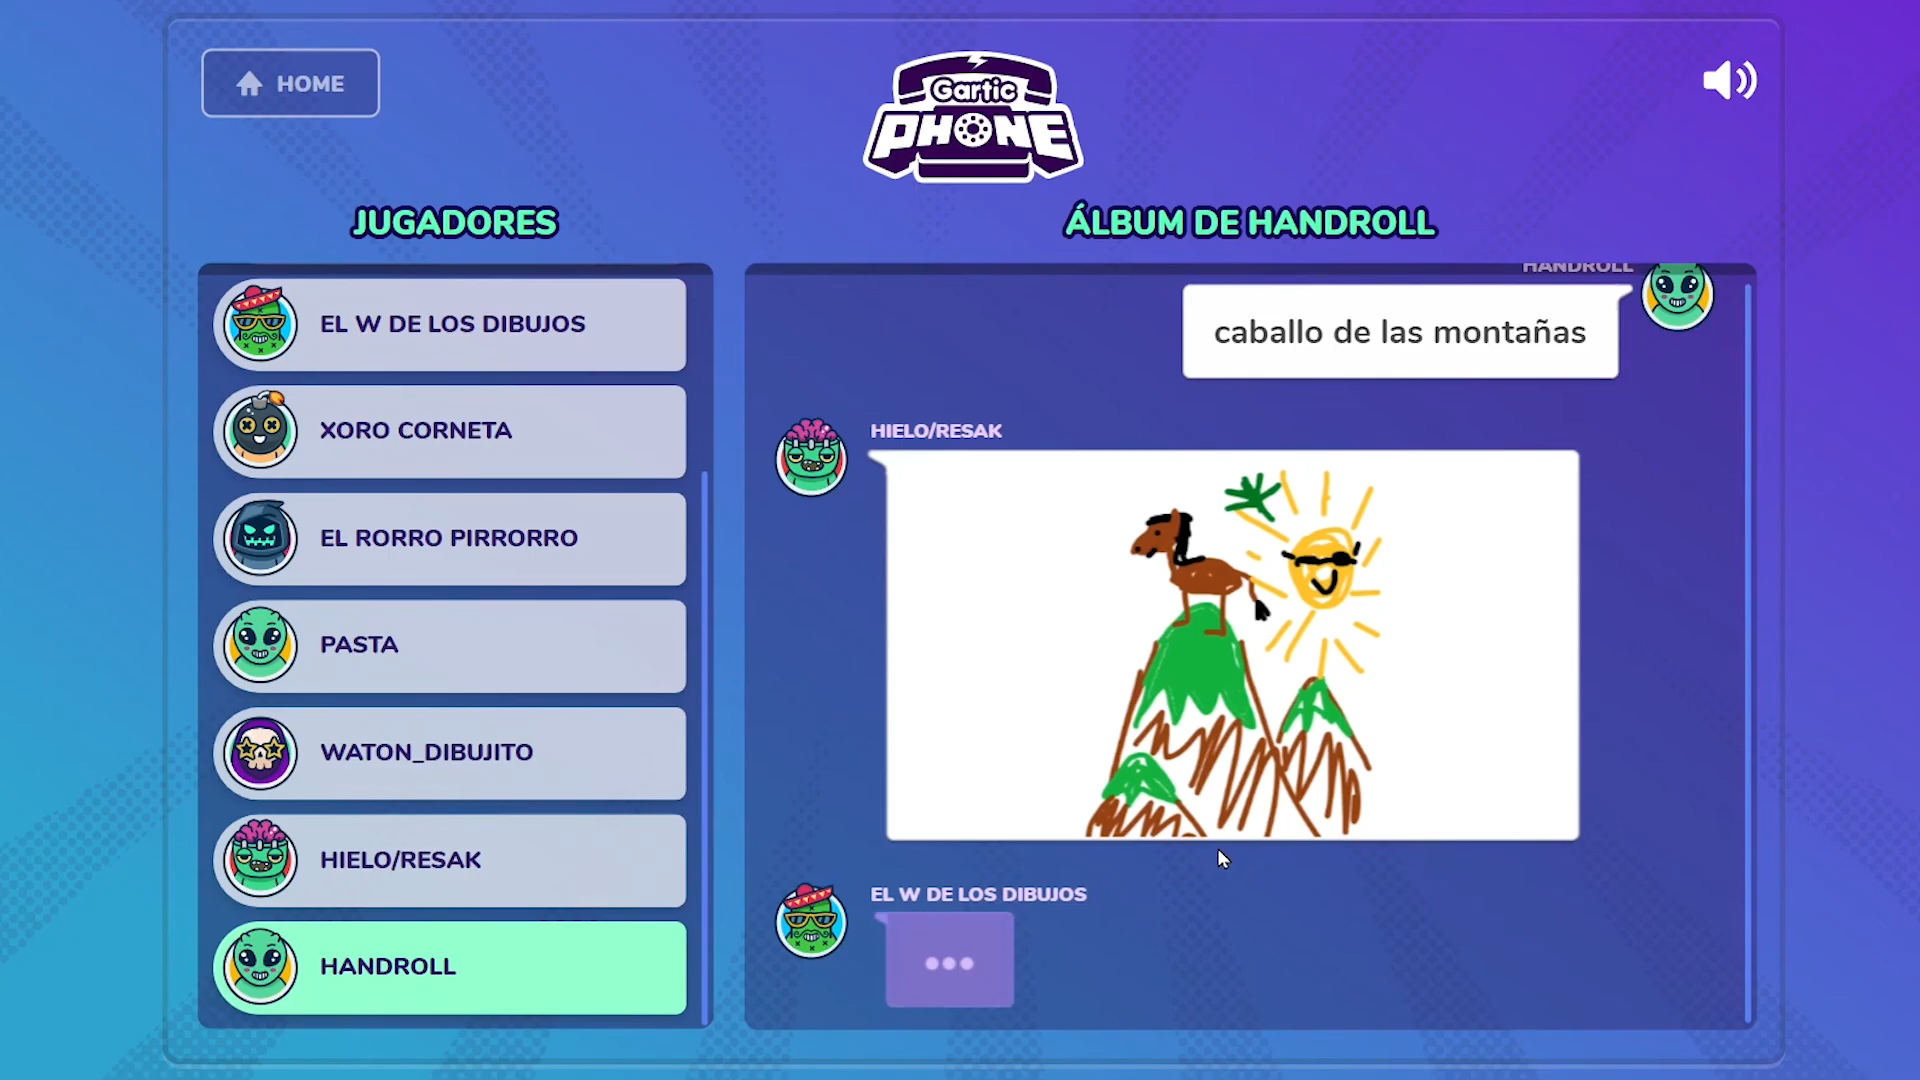 HOME
Gartic
PHONE
JUGADORES
ÁLBUM DE HANDROLL
EL W DE LOS DIBUJOS
XORO CORNETA
EL RORRO PIRRORRO
PASTA
WATON_DIBUJITO
HIELO/RESAK
HANDROLL
HANDROLL
caballo de las montañas
HIELO/RESAK
EL W DE LOS DIBUJOS